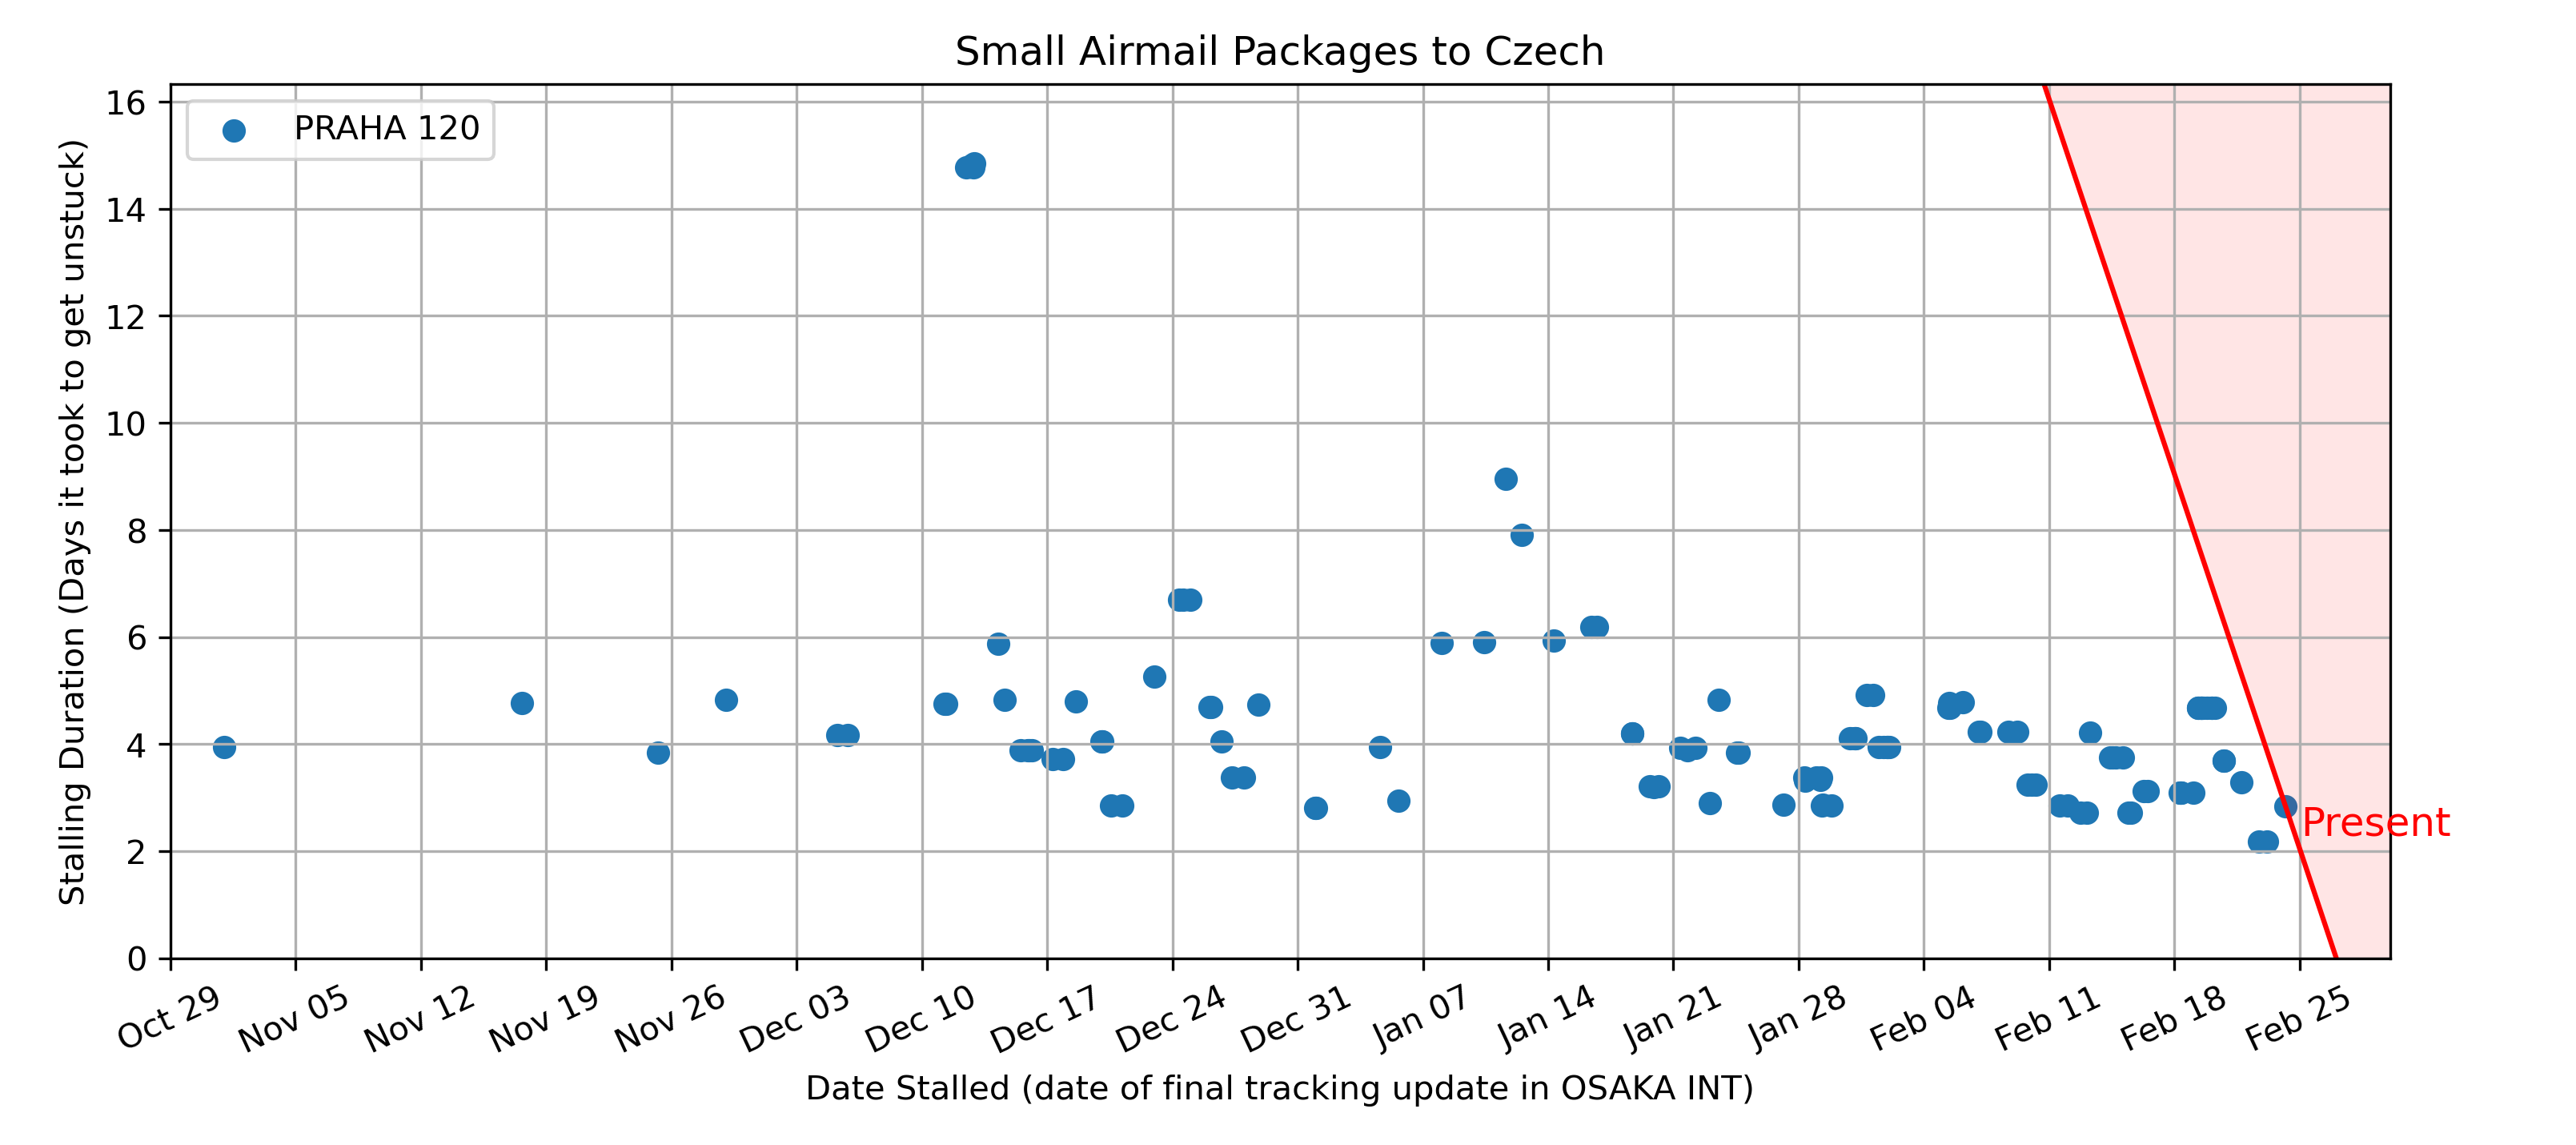 Small Airmail Packages to Czech
PRAHA 120
Stalling Duration (Days it took to get unstuck)
16
14
12
10
8
6
4
2
0
Present
Oct 29
Nov 05
Nov 12
Nov 19
Nov 26
Dec 03
Dec 10
Dec 17
Dec 24
Dec 31
Jan 07
Jan 14
Jan 21
Jan 28
Feb 04
Feb 11
Feb 18
Feb 25
Date Stalled (date of final tracking update in OSAKA INT)